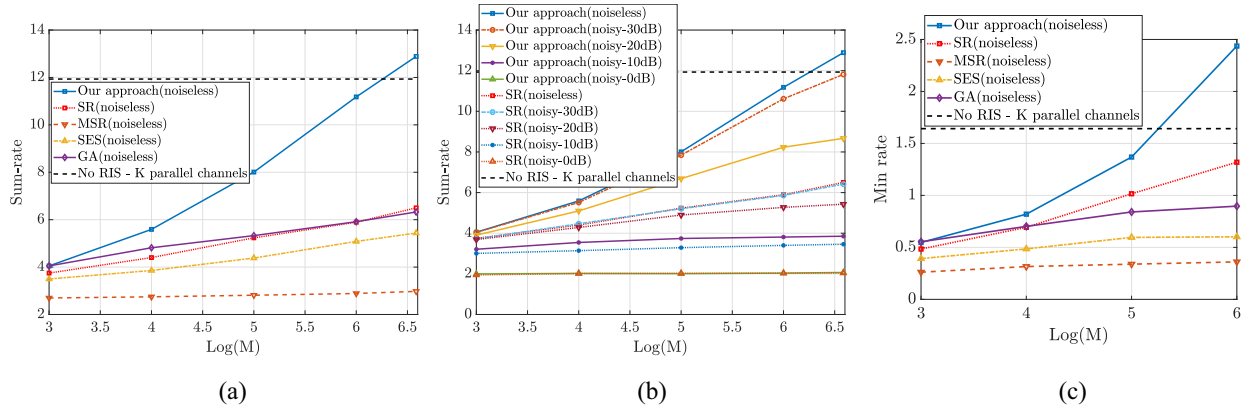 14
12
10
8
6
4
2
Sum-rate
Our approach(noiseless)
SR(noiseless)
MSR(noiseless)
SES(noiseless)
GA(noiseless)
No RIS - K parallel channels
3
3.5
4
4.5
5
5.5
6
6.5
Log(M)
(a)
14
12
10
8
6
4
2
0
Sum-rate
Our approach(noiseless)
Our approach(noisy-30dB)
Our approach(noisy-20dB)
Our approach(noisy-10dB)
Our approach(noisy-0dB)
SR(noiseless)
SR(noisy-30dB)
SR(noisy-20dB)
SR(noisy-10dB)
SR(noisy-0dB)
No RIS - K parallel channels
3
3.5
4
4.5
5
5.5
6
6.5
Log(M)
(b)
2.5
2
1.5
1
0.5
0
Min rate
Our approach(noiseless)
SR(noiseless)
MSR(noiseless)
SES(noiseless)
GA(noiseless)
No RIS - K parallel channels
3
4
5
6
Log(M)
(c)